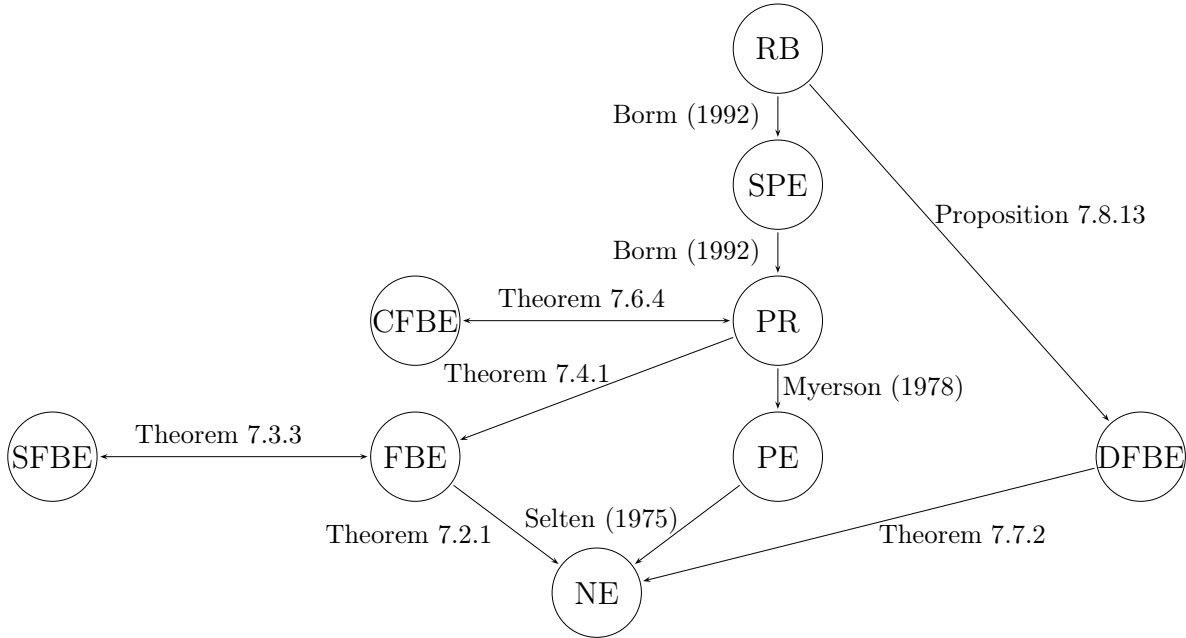 RB
Borm (1992)
SPE
Proposition 7.8.13
Borm (1992)
Theorem 7.6.4
CFBE
PR
Theorem 7.4.1
Myerson (1978)
Theorem 7.3.3
SFBE
FBE
PE
DFBE
Selten (1975)
Theorem 7.2.1
Theorem 7.7.2
NE